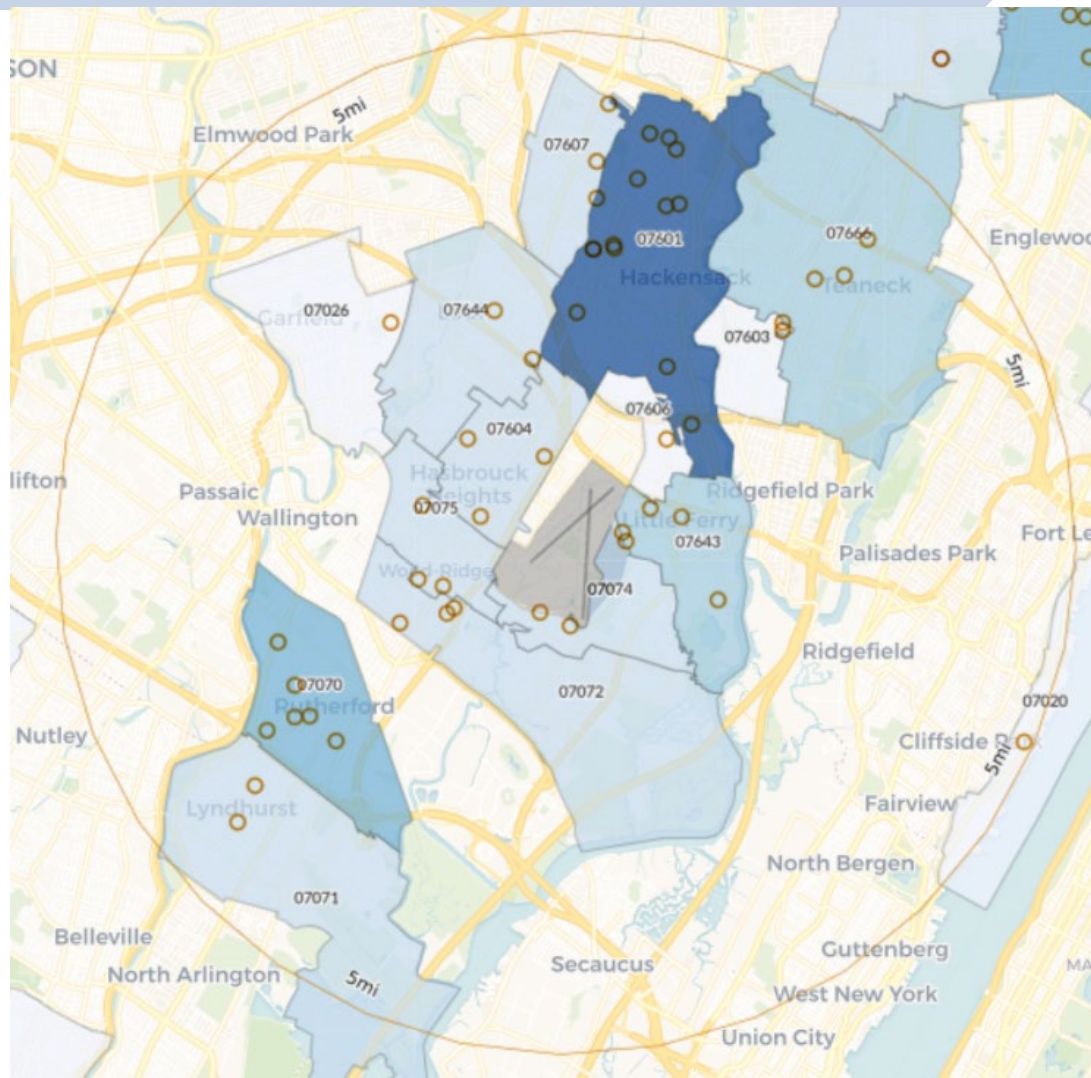 SON
5mi
Elmwood Park
07607
07601
Hackensack
07666
Teaneck
Englewoo
07026
Garfield
07644
07603
5mi
07606
07604
lifton
Hasbrouck
Heights
Passaic
Ridgefield Park
07075
Wallington
Little Ferry
Fort Le
07643
Palisades Park
Wood-Ridge
07074
Ridgefield
07070
07072
07020
Rutherford
Nutley
Cliffside
5mi
Lyndhurst
Fairview
North Bergen
07071
Belleville
Guttenberg
North Arlington
Secaucus
MA
5mi
West New York
Union City